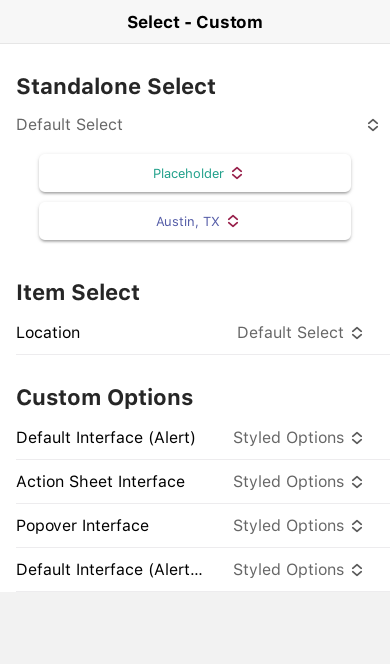 Select - Custom
Standalone Select
Default Select
Placeholder
Austin, TX
Item Select
Location Default Select
Custom Options
Default Interface (Alert) Styled Options
Action Sheet Interface Styled Options
Popover Interface Styled Options
Default Interface (Alert... Styled Options